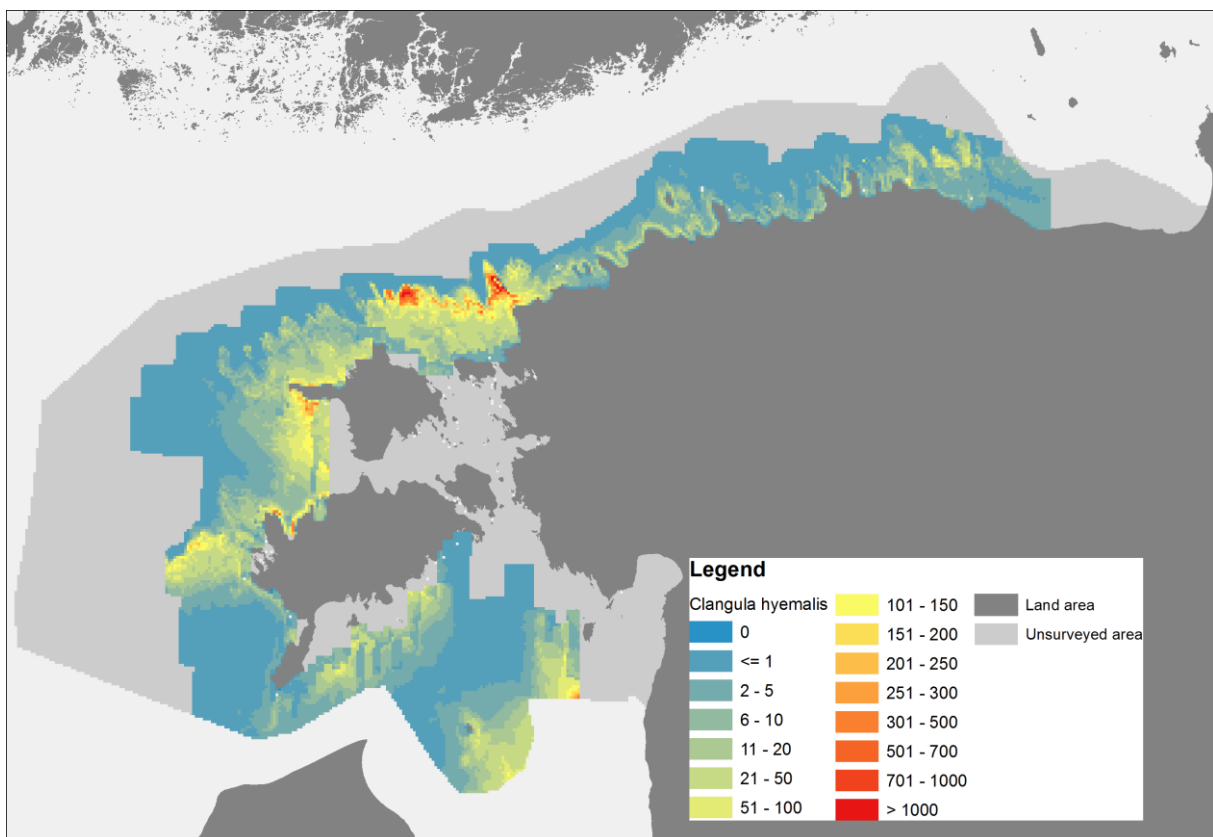 Legend
Clangula hyemalis
0
<= 1
2 - 5
6 - 10
11 - 20
21 - 50
51 - 100
101 - 150
151 - 200
201 - 250
251 - 300
301 - 500
501 - 700
701 - 1000
> 1000
Land area
Unsurveyed area